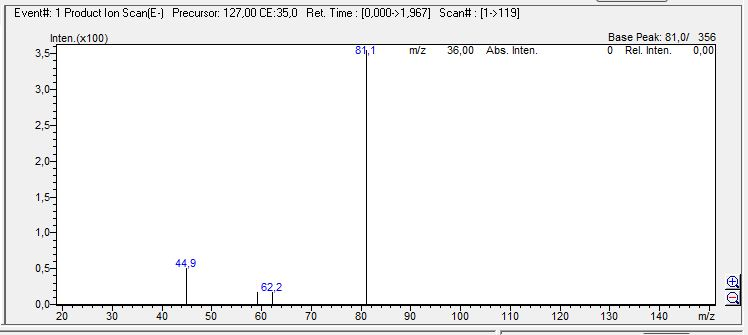 Event#: 1 Product Ion Scan(E-) Precursor: 127,00 CE:35,0 Ret. Time : [0,000->1,967] Scan# : [1->119]
Inten.(x100)
Base Peak: 81,0/ 356
81,1 m/z 36,00 Abs. Inten. 0 Rel. Inten. 0,00
3,5
3,0
2,5
2,0
1,5
1,0
0,5
0,0
44,9
62,2
20 30 40 50 60 70 80 90 100 110 120 130 140 m/z